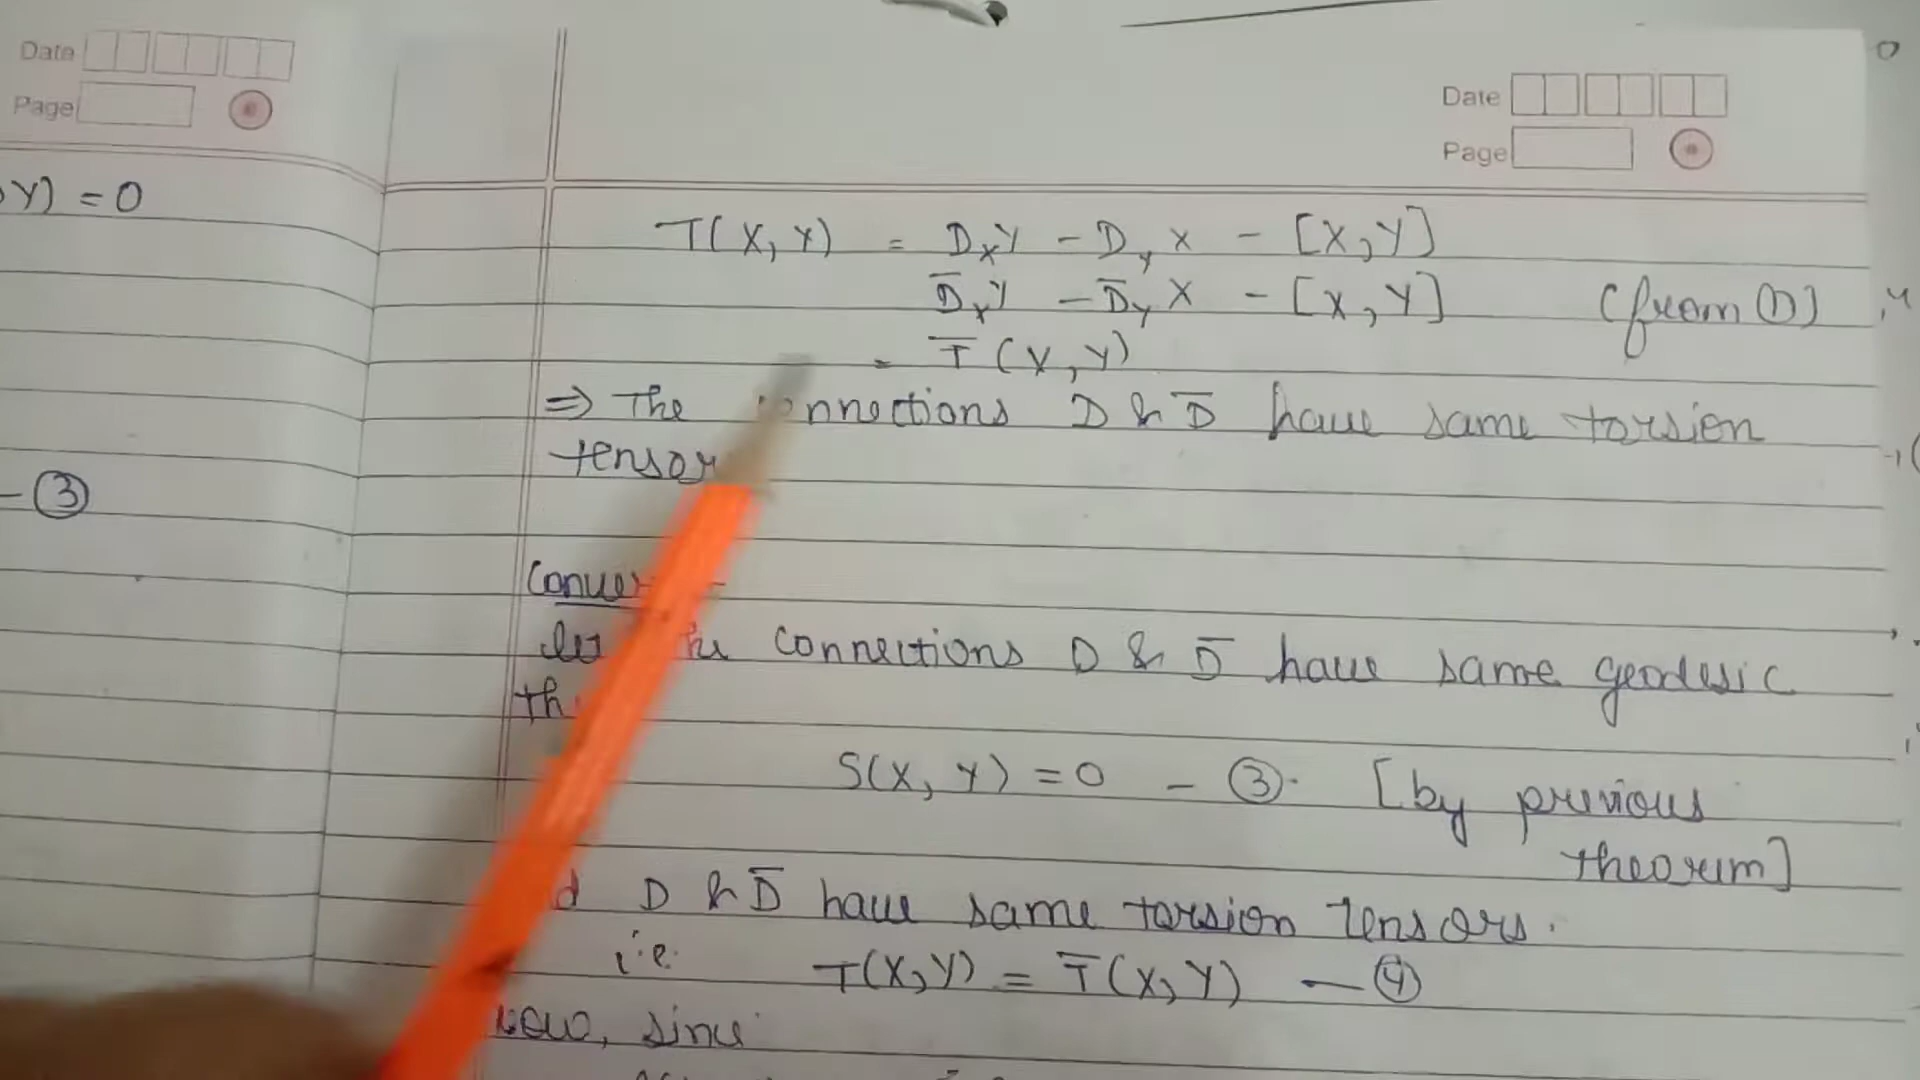 Date
Page
Date
Page
Y) = 0
T(X, Y) = D_X Y - D_Y X - [X, Y]
D̄_X Y - D̄_Y X - [X, Y] (from ①)
= T̄(X, Y)
⇒ The connections D & D̄ have same torsion
tensor
- ③
the connections D & D̄ have same geodesic
S(X, Y) = 0 - ③. [by previous
theorem]
D & D̄ have same torsion tensors.
i.e. T(X, Y) = T̄(X, Y) — ④
now, since